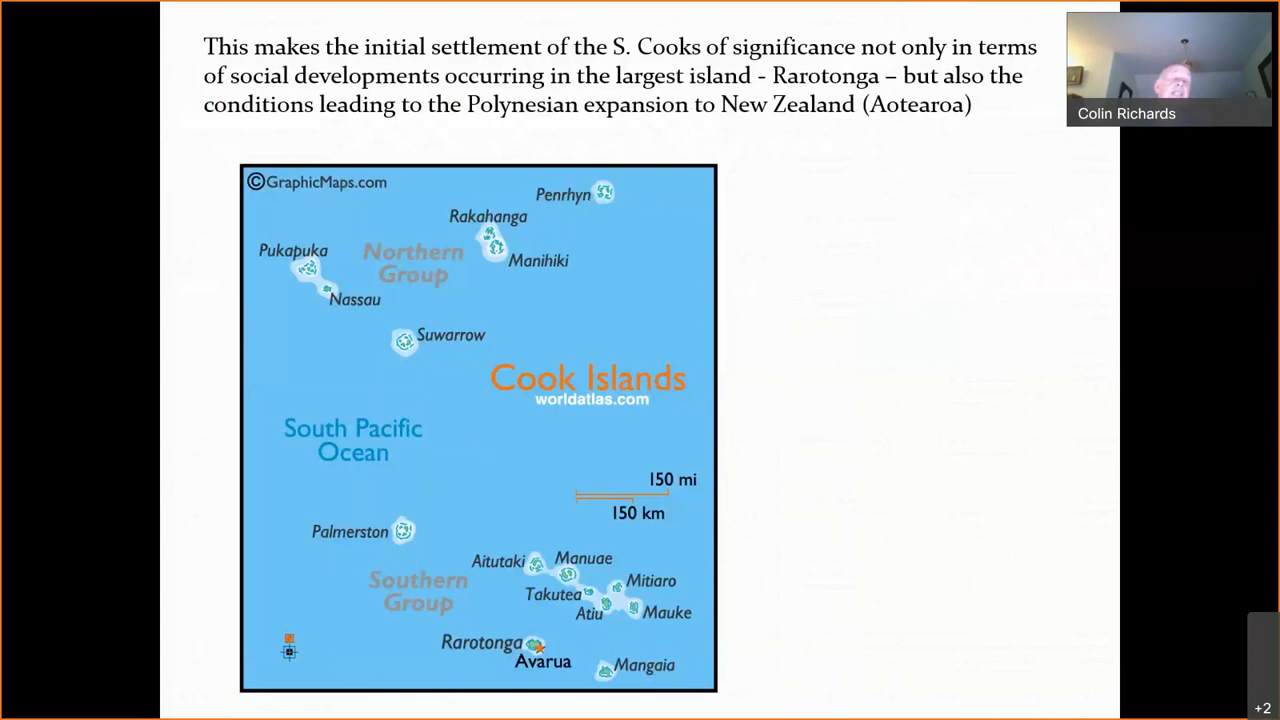 This makes the initial settlement of the S. Cooks of significance not only in terms
of social developments occurring in the largest island - Rarotonga – but also the
conditions leading to the Polynesian expansion to New Zealand (Aotearoa)
Colin Richards
©GraphicMaps.com
Penrhyn
Rakahanga
Pukapuka
Northern
Group
Manihiki
Nassau
Suwarrow
Cook Islands
worldatlas.com
South Pacific
Ocean
150 mi
150 km
Palmerston
Aitutaki
Manuae
Southern
Group
Mitiaro
Takutea
Atiu
Mauke
Rarotonga
Avarua
Mangaia
+2